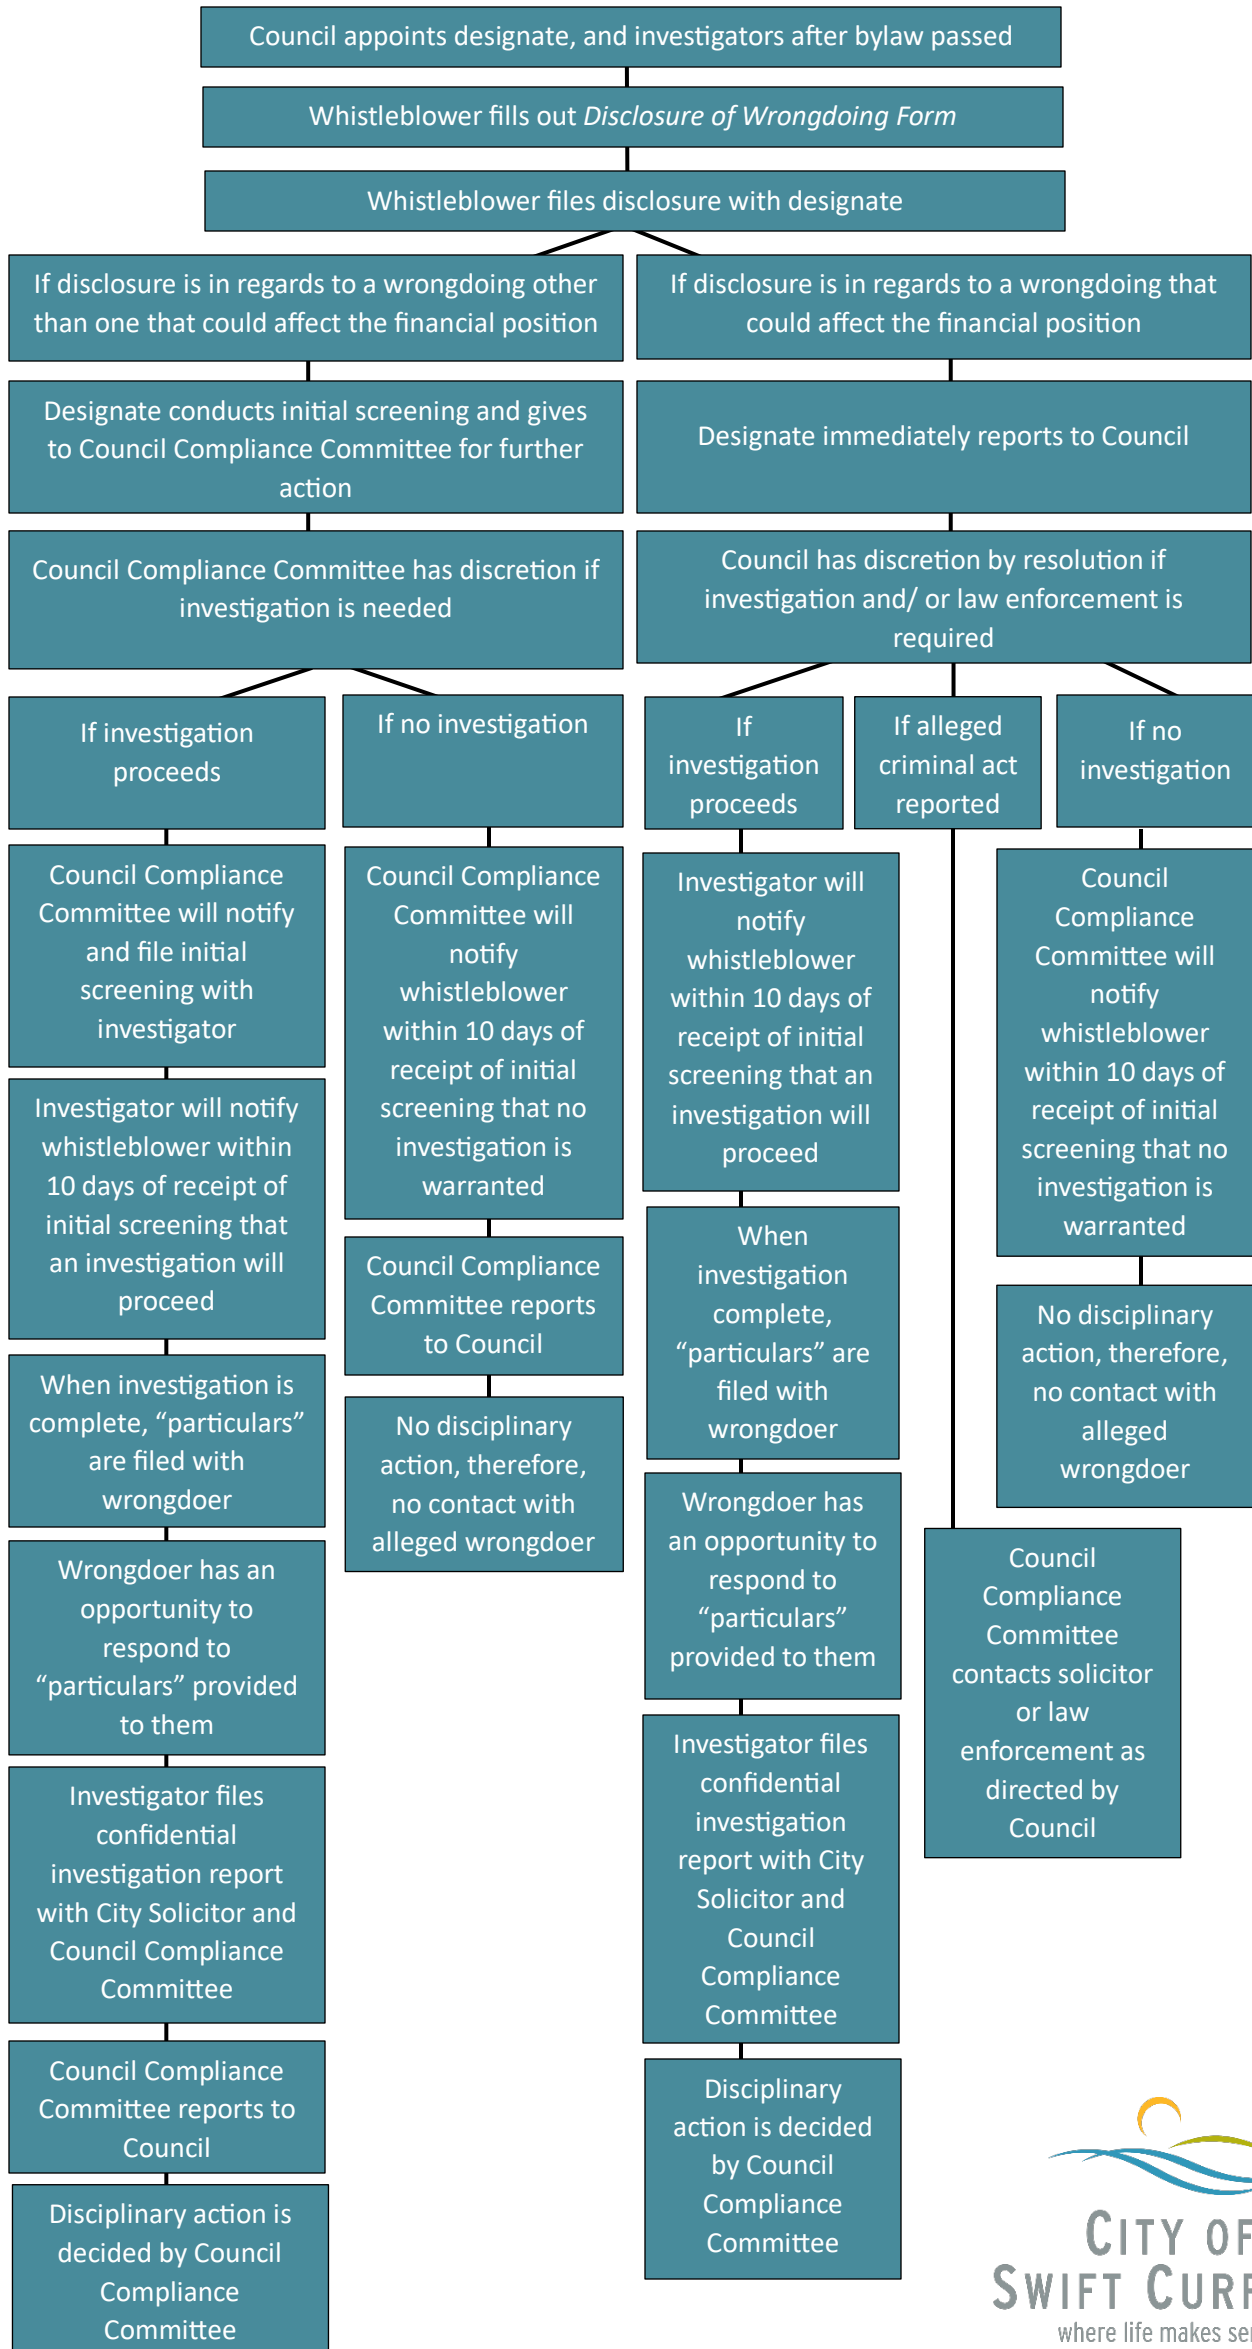 Council appoints designate, and investigators after bylaw passed
Whistleblower fills out Disclosure of Wrongdoing Form
Whistleblower files disclosure with designate
If disclosure is in regards to a wrongdoing other
than one that could affect the financial position
Designate conducts initial screening and gives
to Council Compliance Committee for further
action
Council Compliance Committee has discretion if
investigation is needed
If investigation
proceeds
Council Compliance
Committee will notify
and file initial
screening with
investigator
Investigator will notify
whistleblower within
10 days of receipt of
initial screening that
an investigation will
proceed
When investigation is
complete, “particulars”
are filed with
wrongdoer
Wrongdoer has an
opportunity to
respond to
“particulars” provided
to them
Investigator files
confidential
investigation report
with City Solicitor and
Council Compliance
Committee
Council Compliance
Committee reports to
Council
Disciplinary action is
decided by Council
Compliance
Committee
If no investigation
Council Compliance
Committee will
notify
whistleblower
within 10 days of
receipt of initial
screening that no
investigation is
warranted
Council Compliance
Committee reports
to Council
No disciplinary
action, therefore,
no contact with
alleged wrongdoer
If disclosure is in regards to a wrongdoing that
could affect the financial position
Designate immediately reports to Council
Council has discretion by resolution if
investigation and/ or law enforcement is
required
If
investigation
proceeds
Investigator will
notify
whistleblower
within 10 days of
receipt of initial
screening that an
investigation will
proceed
When
investigation
complete,
“particulars” are
filed with
wrongdoer
Wrongdoer has
an opportunity to
respond to
“particulars”
provided to them
Investigator files
confidential
investigation
report with City
Solicitor and
Council
Compliance
Committee
Disciplinary
action is decided
by Council
Compliance
Committee
If alleged
criminal act
reported
Council
Compliance
Committee
contacts solicitor
or law
enforcement as
directed by
Council
If no
investigation
Council
Compliance
Committee will
notify
whistleblower
within 10 days of
receipt of initial
screening that no
investigation is
warranted
No disciplinary
action, therefore,
no contact with
alleged
wrongdoer
CITY OF
SWIFT
where life makes